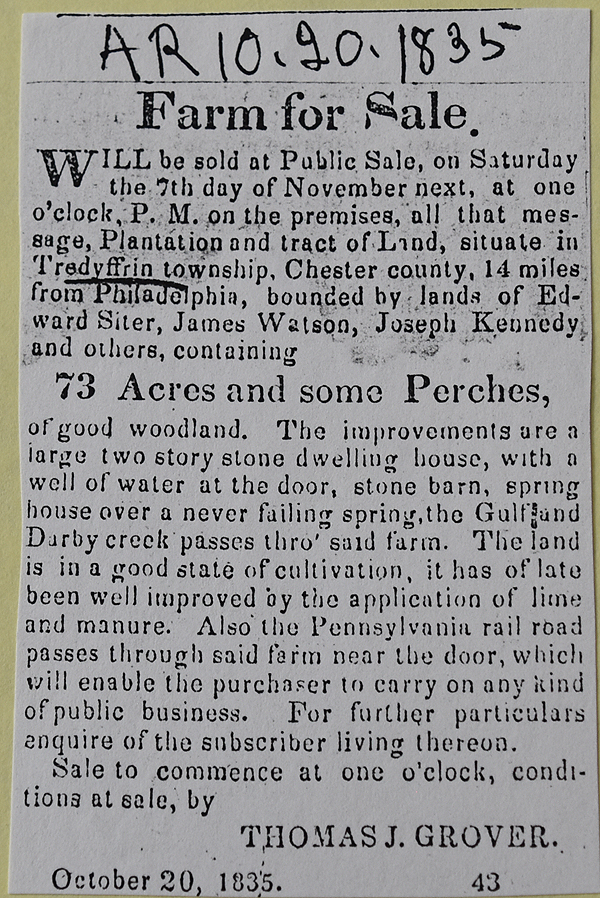 AR 10.20.1835
Farm for Sale.
WILL be sold at Public Sale, on Saturday
the 7th day of November next, at one
o'clock, P. M. on the premises, all that mes-
sage, Plantation and tract of Land, situate in
Tredyffrin township, Chester county, 14 miles
from Philadelphia, bounded by lands of Ed-
ward Siter, James Watson, Joseph Kennedy,
and others, containing
73 Acres and some Perches,
of good woodland. The improvements are a
large two story stone dwelling house, with a
well of water at the door, stone barn, spring
house over a never failing spring, the Gulf and
Darby creek passes thro' said farm. The land
is in a good state of cultivation, it has of late
been well improved by the application of lime
and manure. Also the Pennsylvania rail road
passes through said farm near the door, which
will enable the purchaser to carry on any kind
of public business. For further particulars
enquire of the subscriber living thereon.
Sale to commence at one o'clock, condi-
tions at sale, by
THOMAS J. GROVER.
October 20, 1835. 43